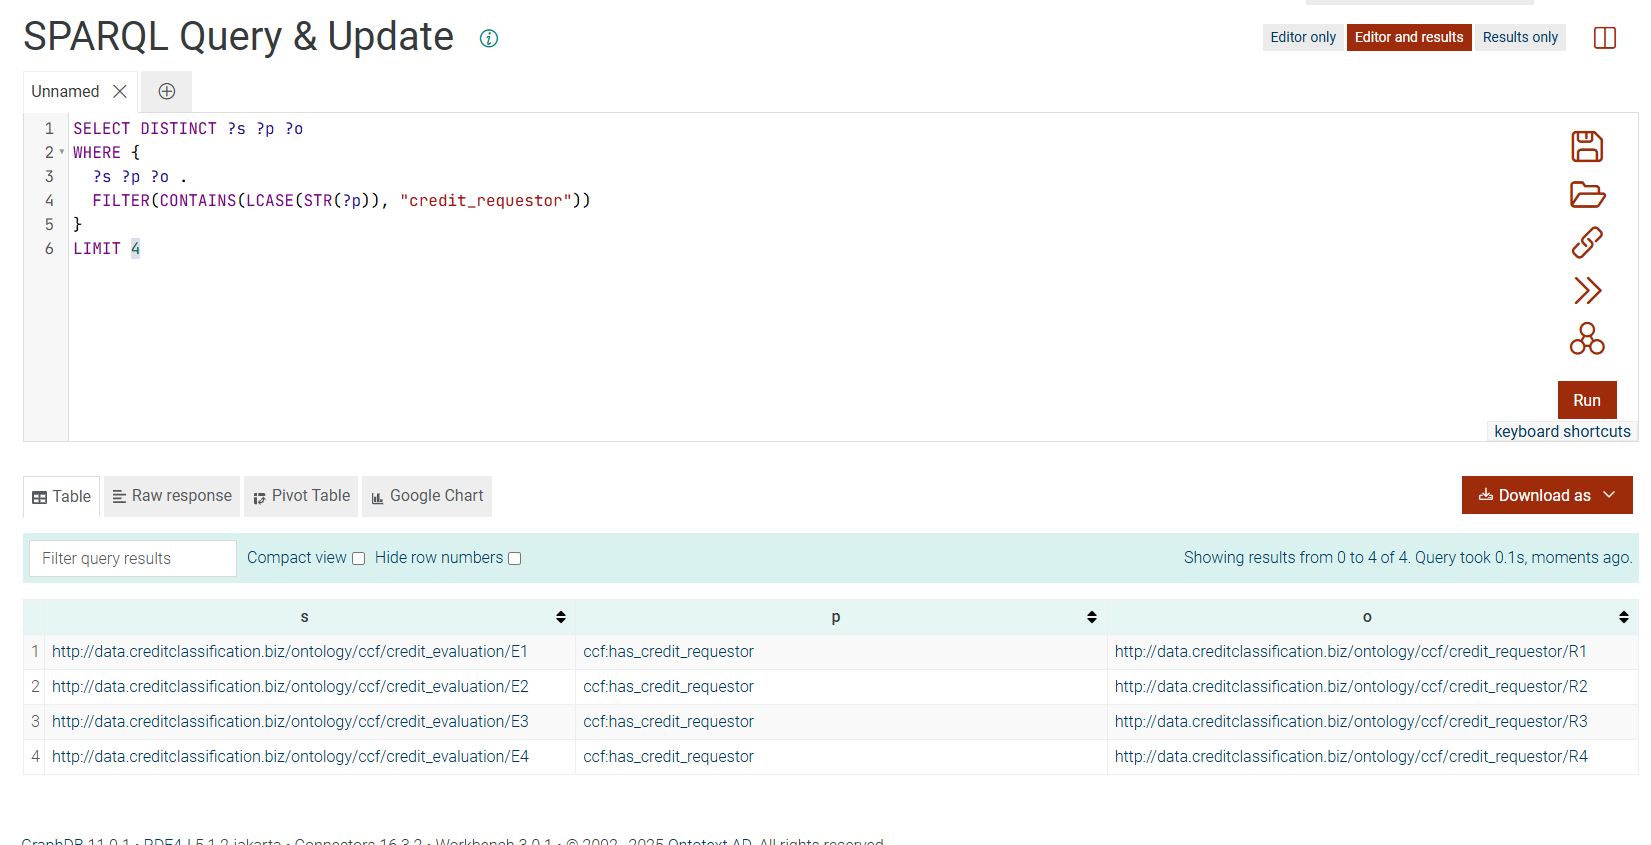 SPARQL Query & Update
Editor only Editor and results Results only
Unnamed
1 SELECT DISTINCT ?s ?p ?o
2 WHERE {
3 ?s ?p ?o .
4 FILTER(CONTAINS(LCASE(STR(?p)), "credit_requestor"))
5 }
6 LIMIT 4
Run
keyboard shortcuts
Table Raw response Pivot Table Google Chart Download as
Filter query results Compact view Hide row numbers Showing results from 0 to 4 of 4. Query took 0.1s, moments ago.
s p o
1 http://data.creditclassification.biz/ontology/ccf/credit_evaluation/E1 ccf:has_credit_requestor http://data.creditclassification.biz/ontology/ccf/credit_requestor/R1
2 http://data.creditclassification.biz/ontology/ccf/credit_evaluation/E2 ccf:has_credit_requestor http://data.creditclassification.biz/ontology/ccf/credit_requestor/R2
3 http://data.creditclassification.biz/ontology/ccf/credit_evaluation/E3 ccf:has_credit_requestor http://data.creditclassification.biz/ontology/ccf/credit_requestor/R3
4 http://data.creditclassification.biz/ontology/ccf/credit_evaluation/E4 ccf:has_credit_requestor http://data.creditclassification.biz/ontology/ccf/credit_requestor/R4
GraphDB 11.0.1 • RDF4J 5.1.2 jakarta • Connectors 16.3.2 • Workbench 3.0.1 • © 2002–2025 Ontotext AD. All rights reserved.